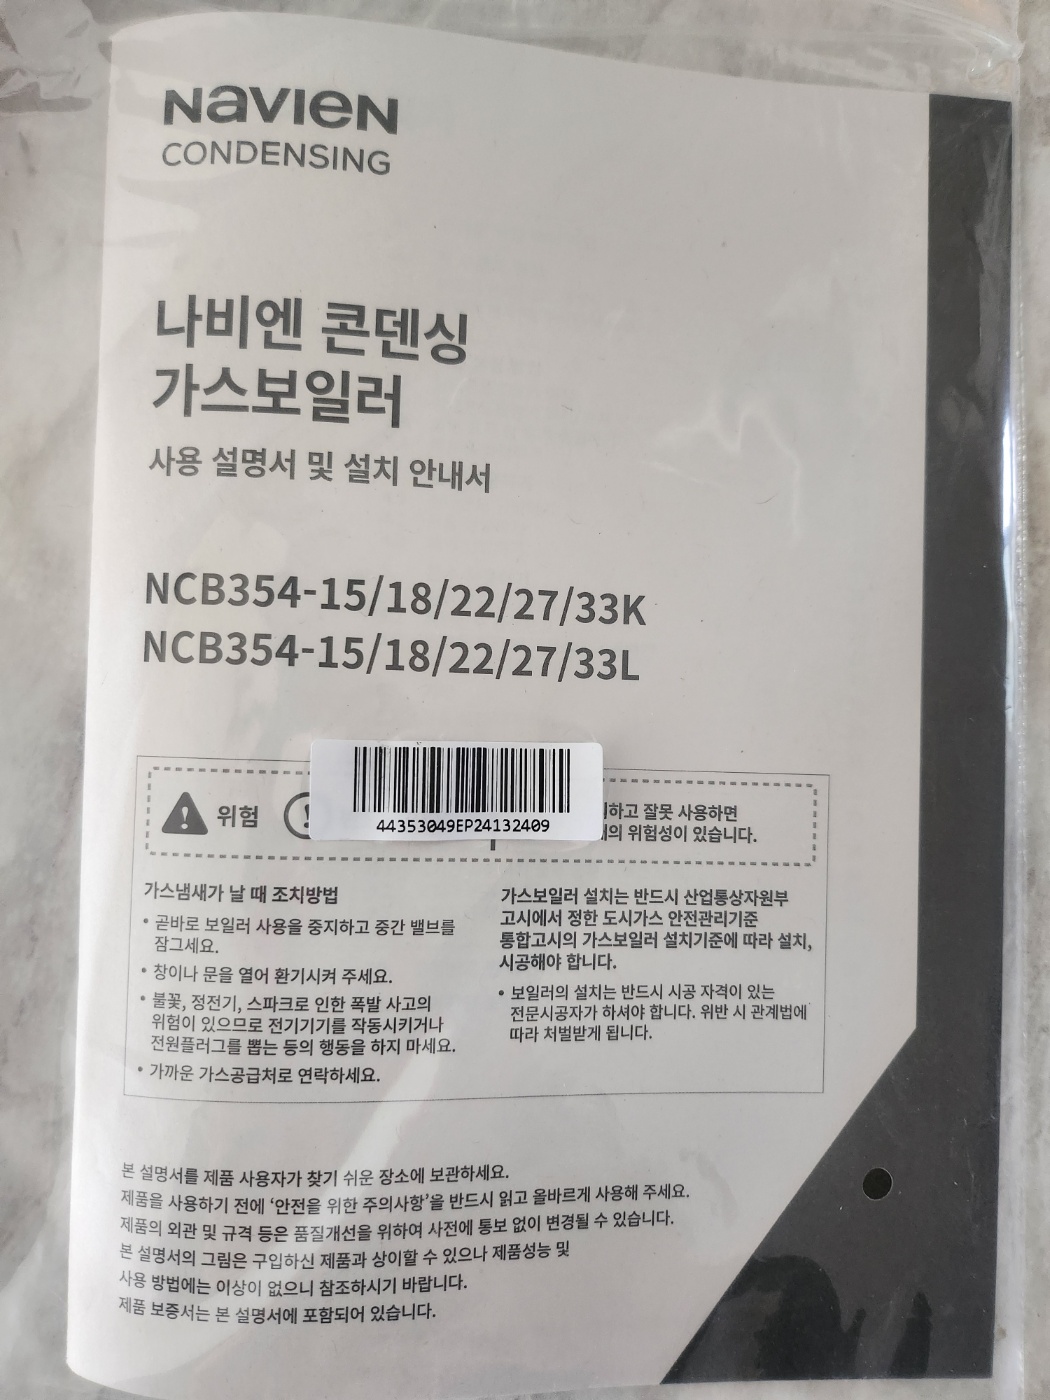 NAVIEN
CONDENSING
나비엔 콘덴싱
가스보일러
사용 설명서 및 설치 안내서
NCB354-15/18/22/27/33K
NCB354-15/18/22/27/33L
위험
44353049EP24132409
잘못 사용하면
위험성이 있습니다.
가스냄새가 날 때 조치방법
• 곧바로 보일러 사용을 중지하고 중간 밸브를
잠그세요.
• 창이나 문을 열어 환기시켜 주세요.
• 불꽃, 정전기, 스파크로 인한 폭발 사고의
위험이 있으므로 전기기기를 작동시키거나
전원플러그를 뽑는 등의 행동을 하지 마세요.
• 가까운 가스공급처로 연락하세요.
가스보일러 설치는 반드시 산업통상자원부
고시에서 정한 도시가스 안전관리기준
통합고시의 가스보일러 설치기준에 따라 설치,
시공해야 합니다.
• 보일러의 설치는 반드시 시공 자격이 있는
전문시공자가 하셔야 합니다. 위반 시 관계법에
따라 처벌받게 됩니다.
본 설명서를 제품 사용자가 찾기 쉬운 장소에 보관하세요.
제품을 사용하기 전에 ‘안전을 위한 주의사항’을 반드시 읽고 올바르게 사용해 주세요.
제품의 외관 및 규격 등은 품질개선을 위하여 사전에 통보 없이 변경될 수 있습니다.
본 설명서의 그림은 구입하신 제품과 상이할 수 있으나 제품성능 및
사용 방법에는 이상이 없으니 참조하시기 바랍니다.
제품 보증서는 본 설명서에 포함되어 있습니다.